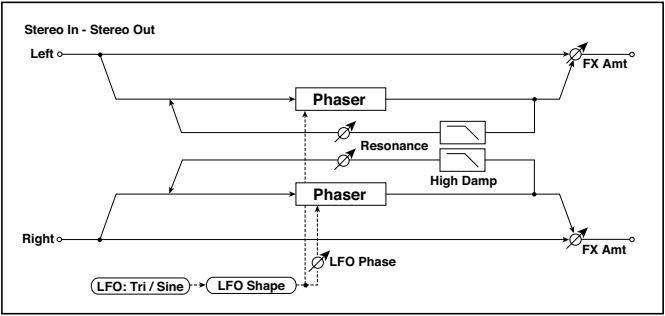 Stereo In - Stereo Out
Left
FX Amt
Phaser
Resonance
High Damp
Phaser
Right
FX Amt
LFO Phase
LFO: Tri / Sine
LFO Shape